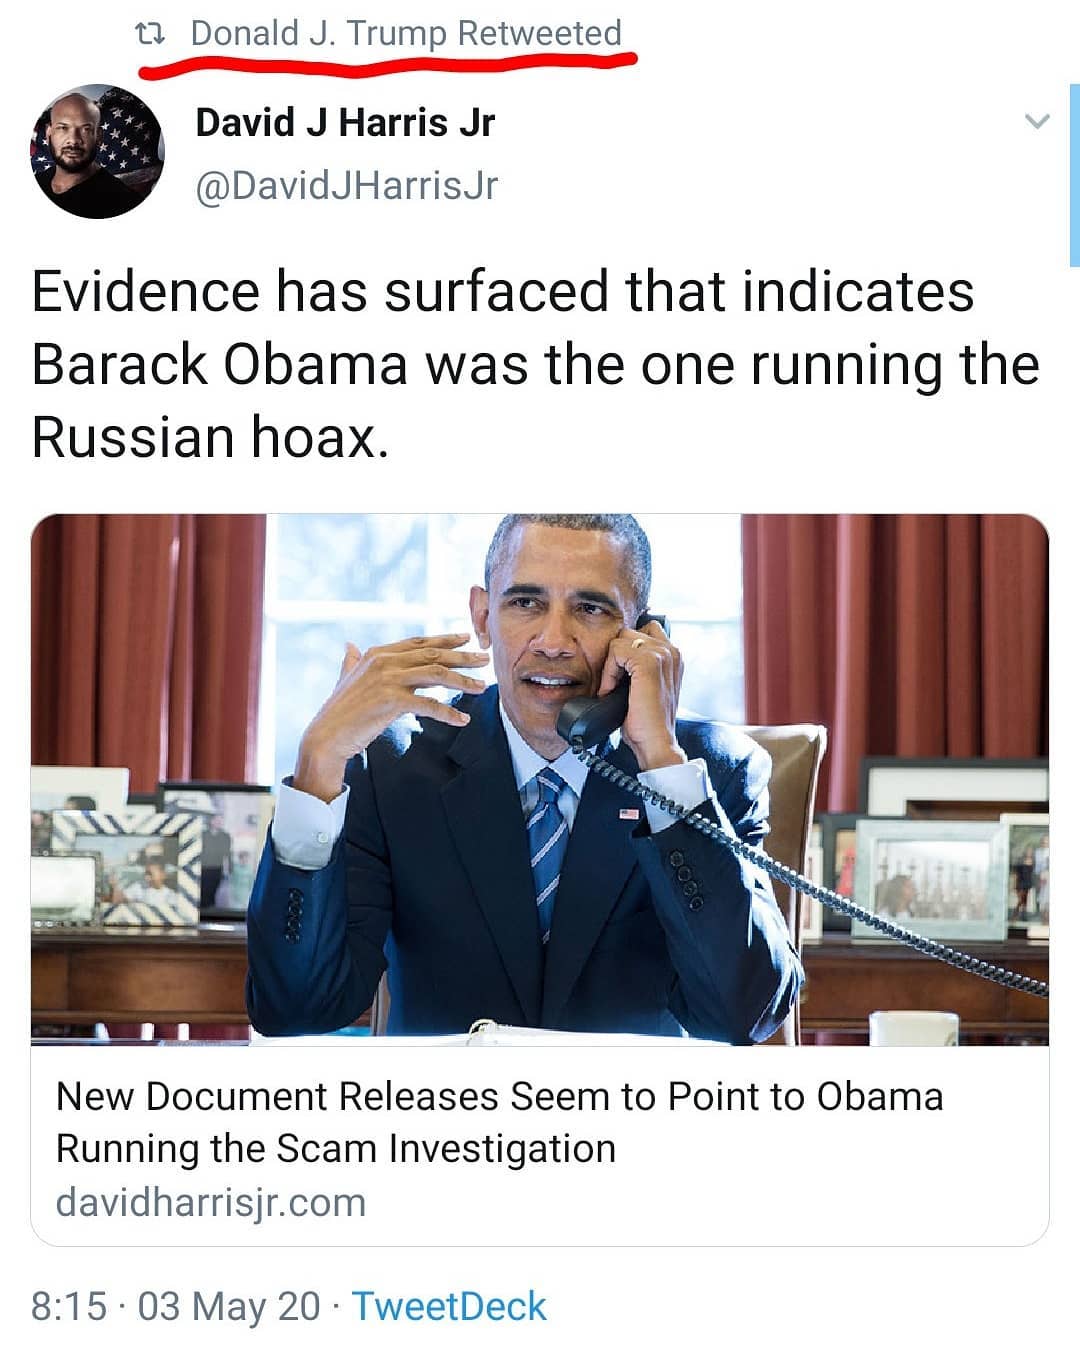 Donald J. Trump Retweeted
David J Harris Jr
@DavidJHarrisJr
Evidence has surfaced that indicates
Barack Obama was the one running the
Russian hoax.
New Document Releases Seem to Point to Obama
Running the Scam Investigation
davidharrisjr.com
8:15 · 03 May 20 · TweetDeck